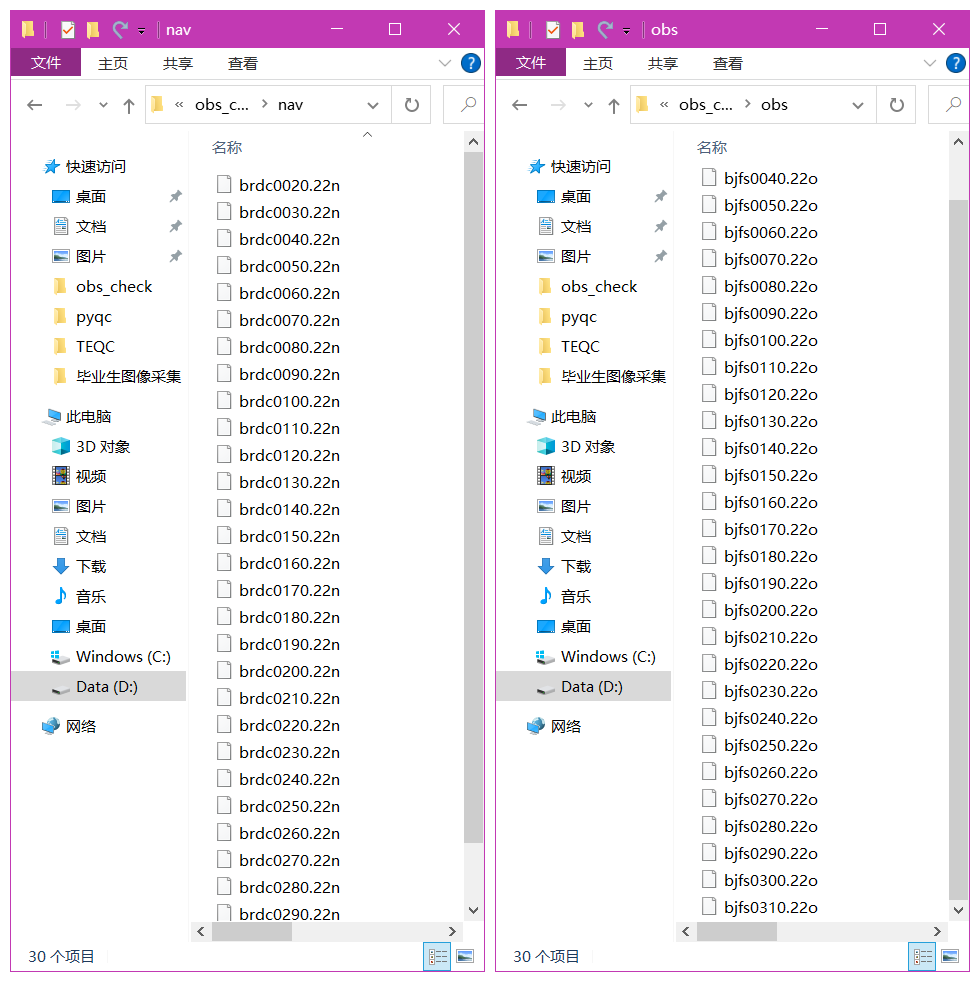 nav
文件 主页 共享 查看 ?
« obs_c... › nav
快速访问
桌面
文档
图片
obs_check
pyqc
TEQC
毕业生图像采集
此电脑
3D 对象
视频
图片
文档
下载
音乐
桌面
Windows (C:)
Data (D:)
网络
名称
brdc0020.22n
brdc0030.22n
brdc0040.22n
brdc0050.22n
brdc0060.22n
brdc0070.22n
brdc0080.22n
brdc0090.22n
brdc0100.22n
brdc0110.22n
brdc0120.22n
brdc0130.22n
brdc0140.22n
brdc0150.22n
brdc0160.22n
brdc0170.22n
brdc0180.22n
brdc0190.22n
brdc0200.22n
brdc0210.22n
brdc0220.22n
brdc0230.22n
brdc0240.22n
brdc0250.22n
brdc0260.22n
brdc0270.22n
brdc0280.22n
brdc0290.22n
30 个项目
obs
文件 主页 共享 查看 ?
« obs_c... › obs
快速访问
桌面
文档
图片
obs_check
pyqc
TEQC
毕业生图像采集
此电脑
3D 对象
视频
图片
文档
下载
音乐
桌面
Windows (C:)
Data (D:)
网络
名称
bjfs0040.22o
bjfs0050.22o
bjfs0060.22o
bjfs0070.22o
bjfs0080.22o
bjfs0090.22o
bjfs0100.22o
bjfs0110.22o
bjfs0120.22o
bjfs0130.22o
bjfs0140.22o
bjfs0150.22o
bjfs0160.22o
bjfs0170.22o
bjfs0180.22o
bjfs0190.22o
bjfs0200.22o
bjfs0210.22o
bjfs0220.22o
bjfs0230.22o
bjfs0240.22o
bjfs0250.22o
bjfs0260.22o
bjfs0270.22o
bjfs0280.22o
bjfs0290.22o
bjfs0300.22o
bjfs0310.22o
30 个项目